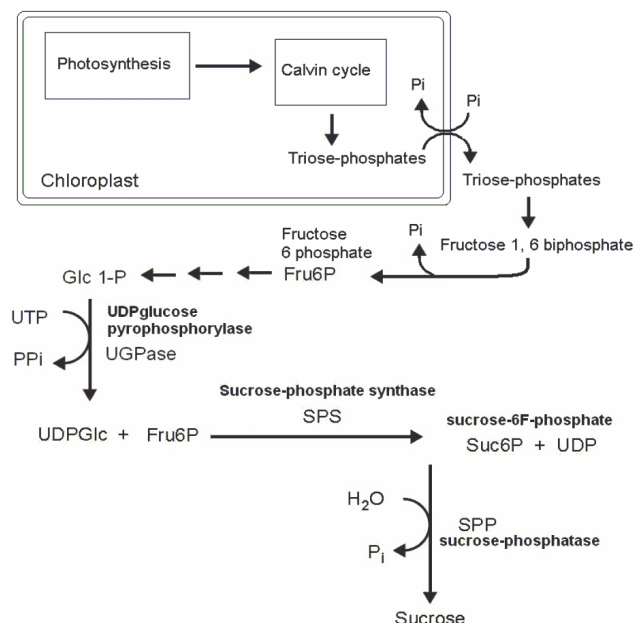 Photosynthesis
Calvin cycle
Pi
Pi
Triose-phosphates
Chloroplast
Triose-phosphates
Fructose 1, 6 biphosphate
Pi
Fructose
6 phosphate
Fru6P
Glc 1-P
UTP
UDPglucose
pyrophosphorylase
UGPase
PPi
Sucrose-phosphate synthase
SPS
UDPGlc + Fru6P
sucrose-6F-phosphate
Suc6P + UDP
H2O
SPP
sucrose-phosphatase
Pi
Sucrose